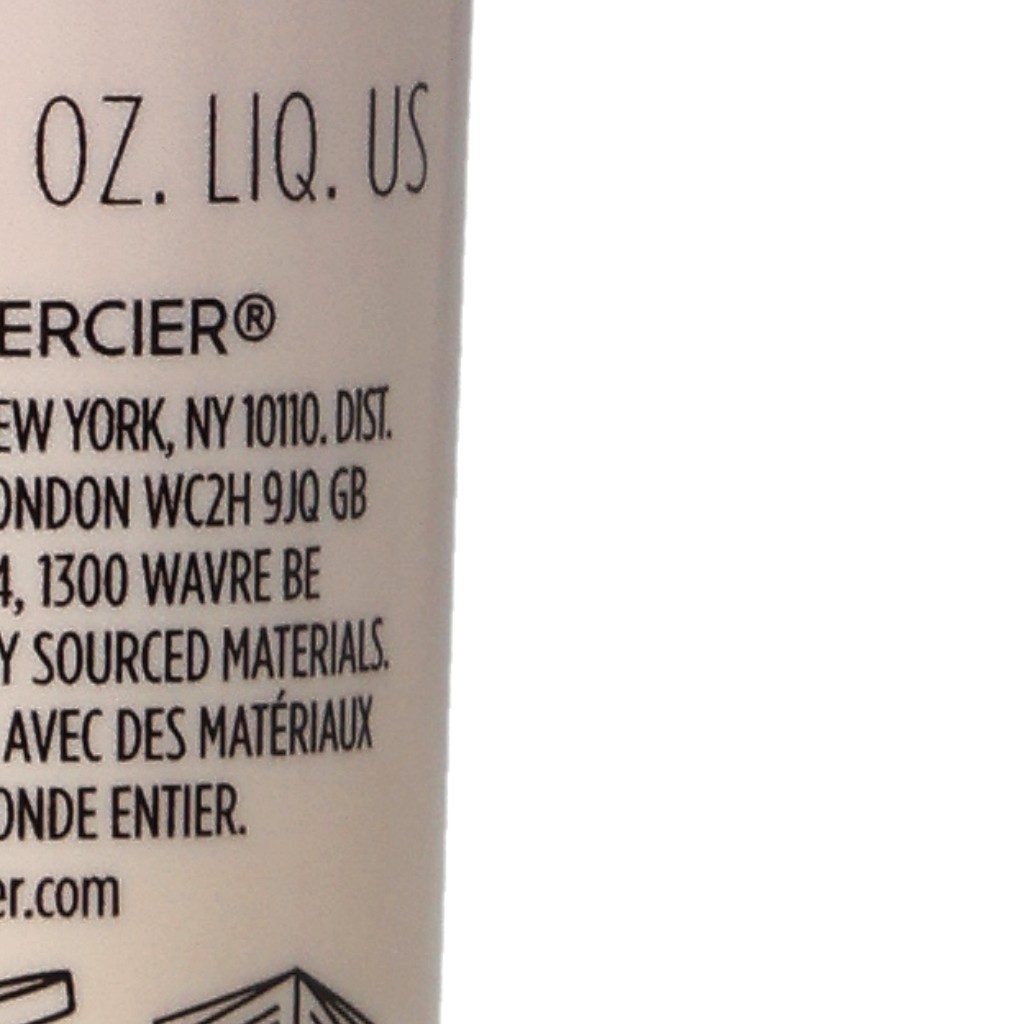 OZ. LIQ. US
ERCIER®
EW YORK, NY 10110. DIST.
ONDON WC2H 9JQ GB
4, 1300 WAVRE BE
Y SOURCED MATERIALS.
AVEC DES MATÉRIAUX
ONDE ENTIER.
er.com